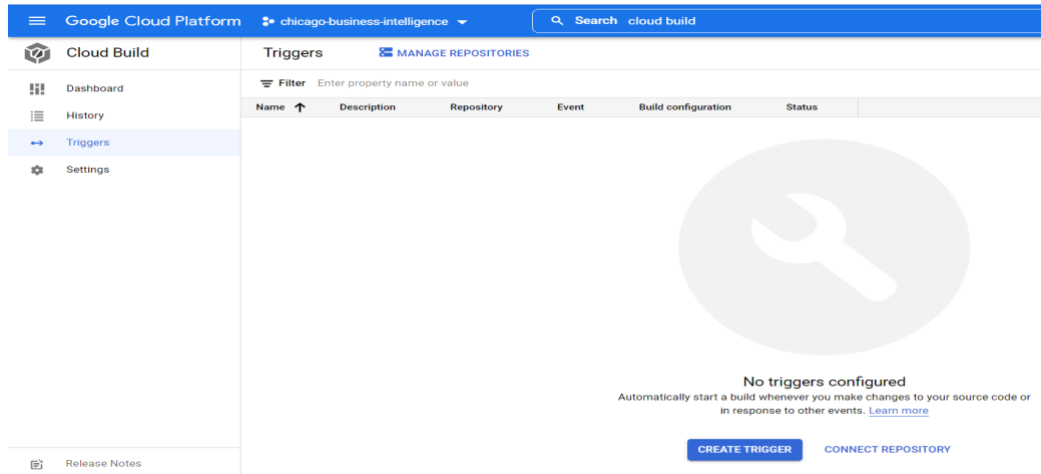 Google Cloud Platform chicago-business-intelligence Search cloud build
Cloud Build Triggers MANAGE REPOSITORIES
Dashboard
History
Triggers
Settings
Release Notes
Filter Enter property name or value
Name Description Repository Event Build configuration Status
No triggers configured
Automatically start a build whenever you make changes to your source code or
in response to other events. Learn more
CREATE TRIGGER CONNECT REPOSITORY